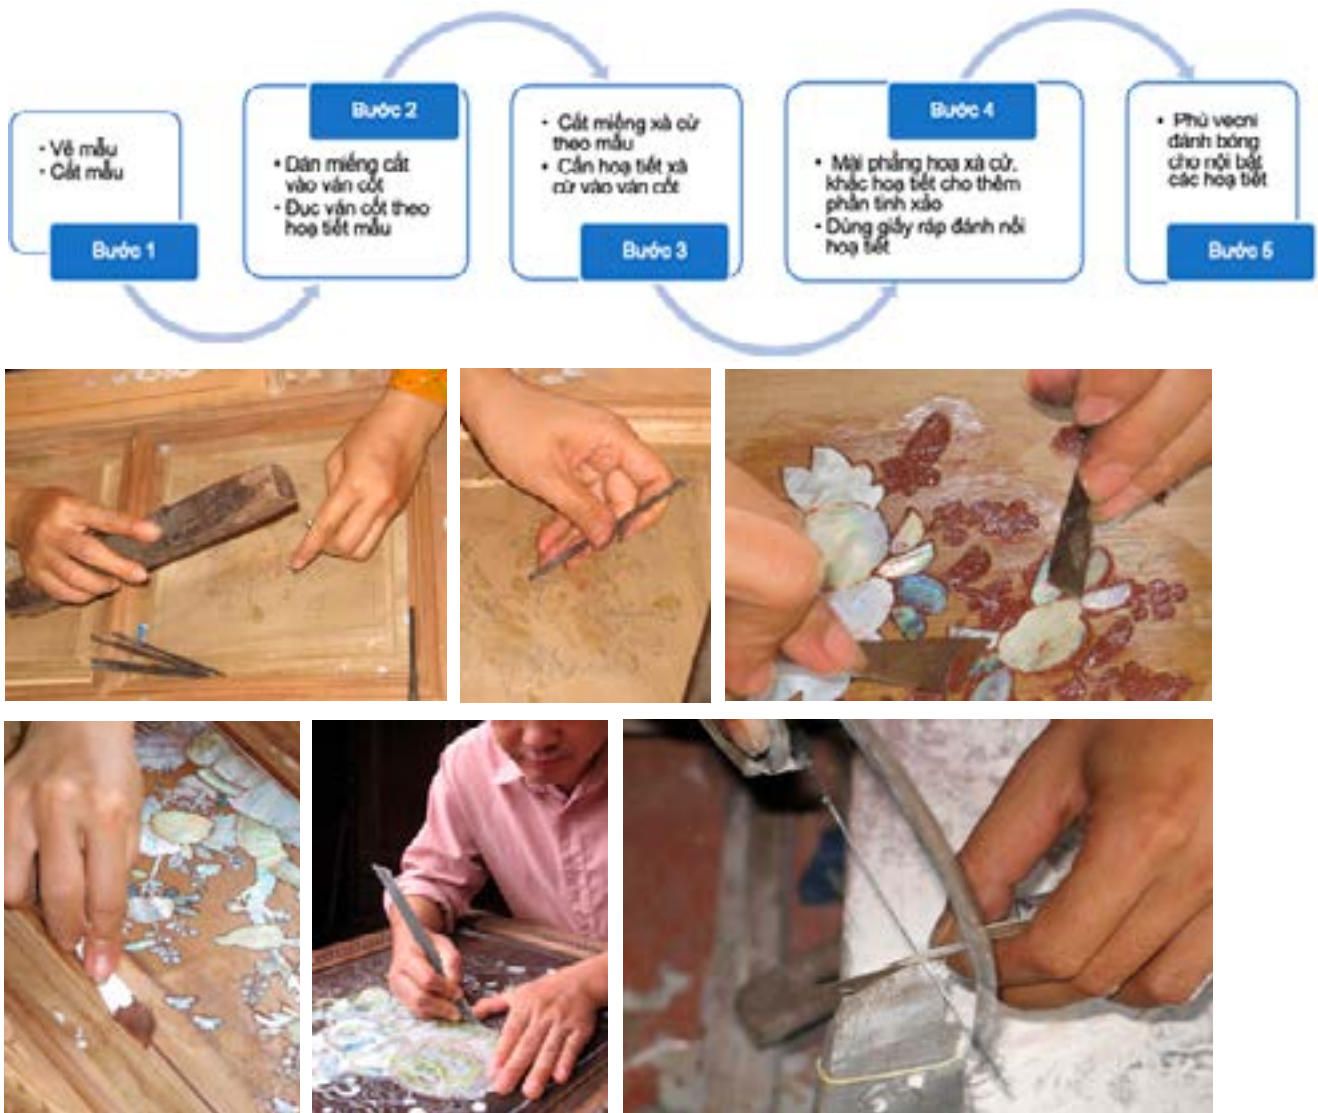 Bước 1
• Vẽ mẫu
• Cắt mẫu
Bước 2
• Dán miếng cắt
vào ván cốt
• Đục ván cốt theo
hoạ tiết mẫu
Bước 3
• Cắt miếng xà cừ
theo mẫu
• Cẩn hoạ tiết xà
cừ vào ván cốt
Bước 4
• Mài phẳng hoa xà cừ,
khắc hoạ tiết cho thêm
phần tinh xảo
• Dùng giấy ráp đánh nổi
hoạ tiết
Bước 5
• Phủ vecni
đánh bóng
cho nổi bật
các hoạ tiết